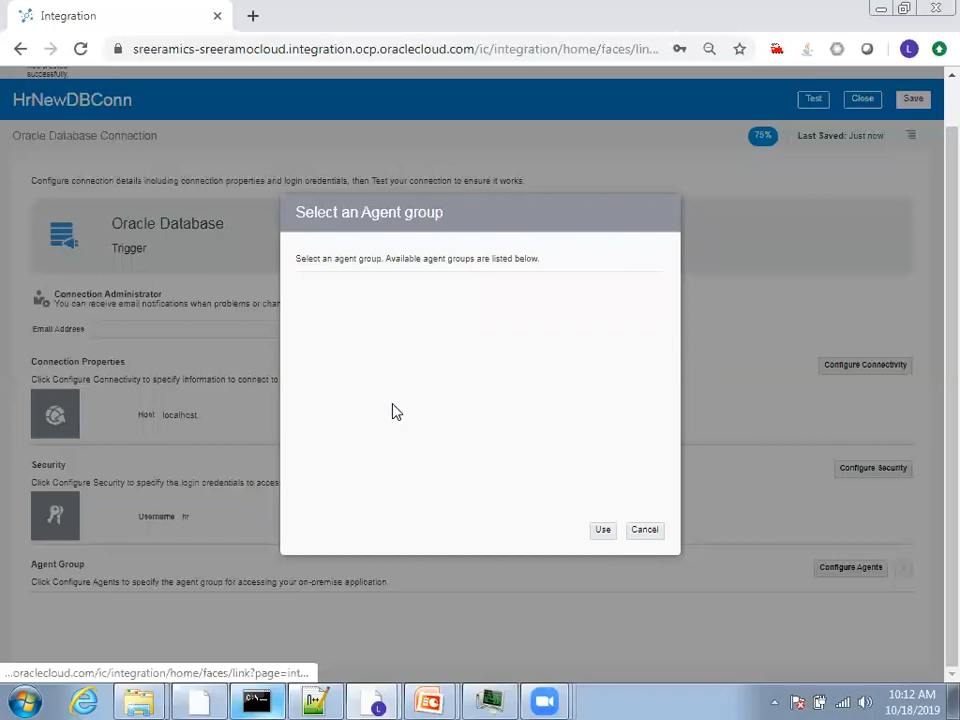 Integration
sreeramics-sreeramocloud.integration.ocp.oraclecloud.com/ic/integration/home/faces/lin...
L
successfully.
HrNewDBConn
Test
Close
Save
Oracle Database Connection
75%
Last Saved: Just now
Configure connection details including connection properties and login credentials, then Test your connection to ensure it works.
Oracle Database
Trigger
Select an Agent group
Select an agent group. Available agent groups are listed below.
Connection Administrator
You can receive email notifications when problems or char
Email Address
Connection Properties
Configure Connectivity
Click Configure Connectivity to specify information to connect to
Host localhost
Security
Configure Security
Click Configure Security to specify the login credentials to acces
Username hr
Use
Cancel
Agent Group
Configure Agents
Click Configure Agents to specify the agent group for accessing your on-premise application.
...oraclecloud.com/ic/integration/home/faces/link?page=int...
10:12 AM
10/18/2019